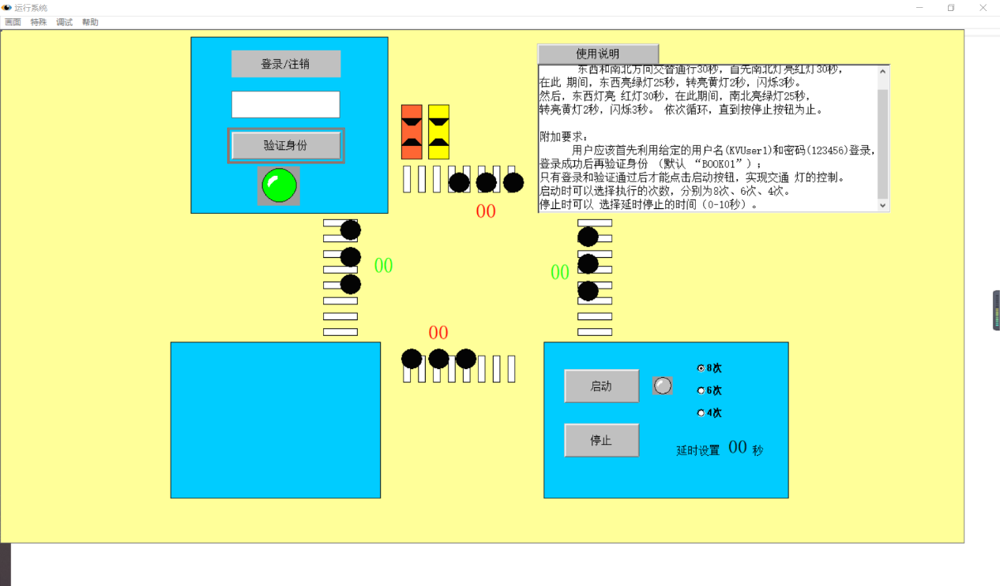 运行系统
画面 特殊 调试 帮助
登录/注销
验证身份
使用说明
东西和南北方向交替通行30秒，首先南北灯亮红灯30秒，
在此 期间，东西亮绿灯25秒，转亮黄灯2秒，闪烁3秒。
然后，东西灯亮 红灯30秒，在此期间，南北亮绿灯25秒，
转亮黄灯2秒，闪烁3秒。 依次循环，直到按停止按钮为止。
附加要求：
用户应该首先利用给定的用户名(KVUser1)和密码(123456)登录，
登录成功后再验证身份 （默认 “BOOK01”）；
只有登录和验证通过后才能点击启动按钮，实现交通 灯的控制。
启动时可以选择执行的次数，分别为8次、6次、4次。
停止时可以 选择延时停止的时间（0-10秒）。
00
00
00
00
启动
停止
8次
6次
4次
延时设置 00 秒